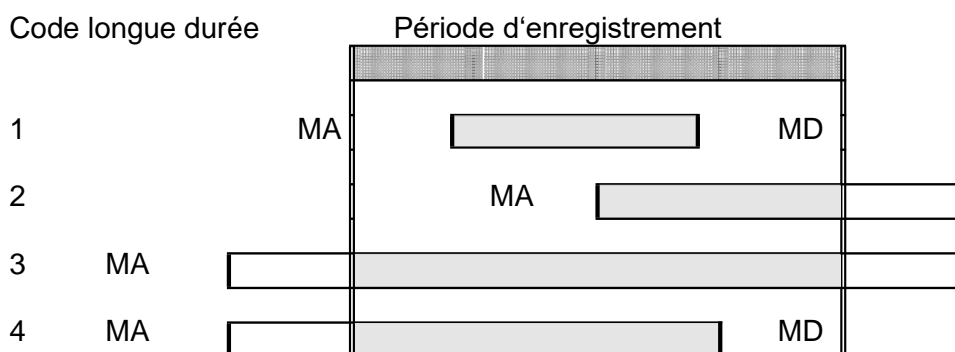 Code longue durée Période d‘enregistrement
1 MA MD
2 MA
3 MA
4 MA MD